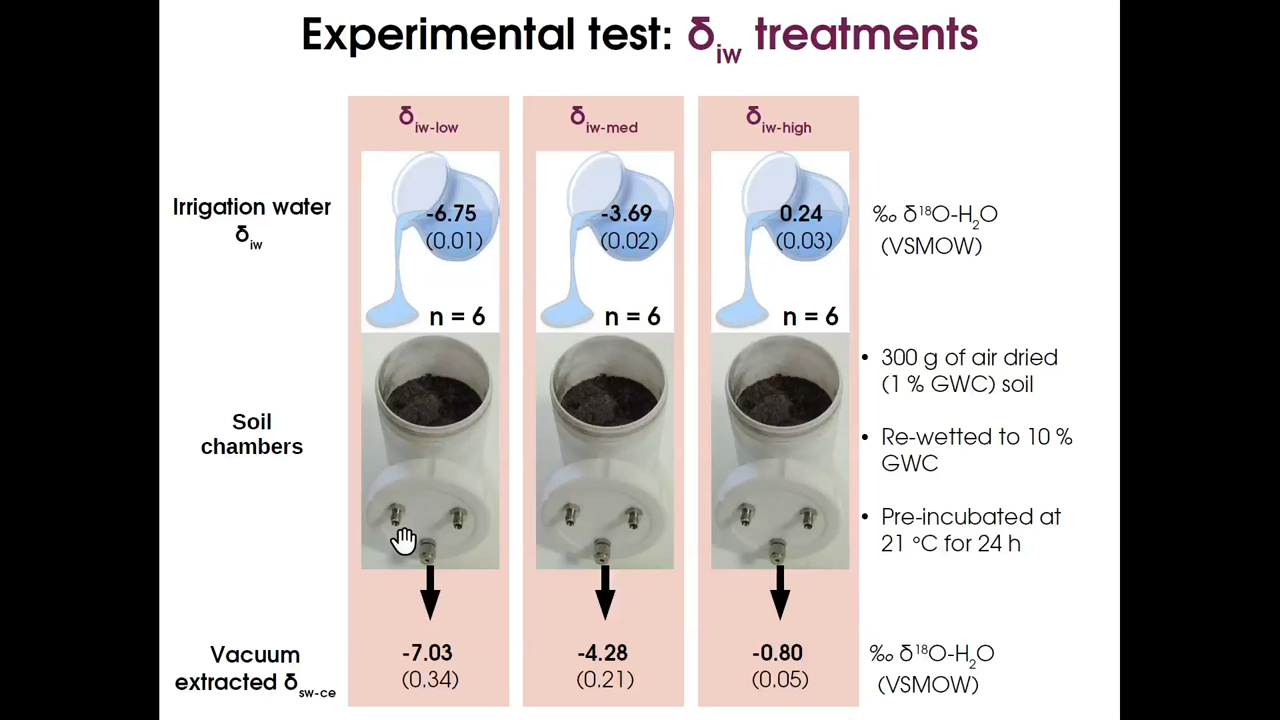 Experimental test: δiw treatments
δiw-low
δiw-med
δiw-high
Irrigation water
δiw
-6.75
(0.01)
n = 6
-3.69
(0.02)
n = 6
0.24
(0.03)
n = 6
‰ δ¹⁸O-H₂O
(VSMOW)
Soil
chambers
• 300 g of air dried
(1 % GWC) soil
• Re-wetted to 10 %
GWC
• Pre-incubated at
21 °C for 24 h
Vacuum
extracted δsw-ce
-7.03
(0.34)
-4.28
(0.21)
-0.80
(0.05)
‰ δ¹⁸O-H₂O
(VSMOW)